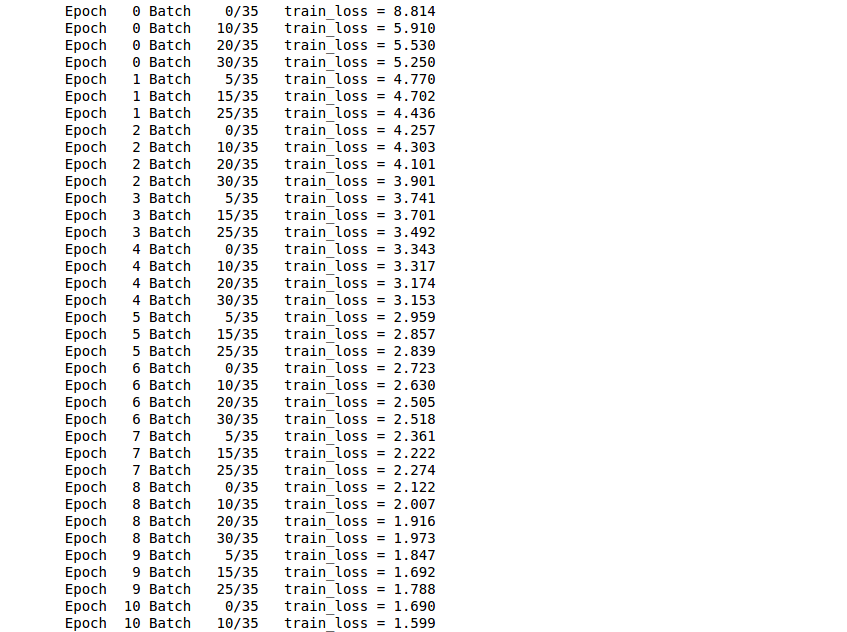 Epoch   0 Batch    0/35   train_loss = 8.814
Epoch   0 Batch   10/35   train_loss = 5.910
Epoch   0 Batch   20/35   train_loss = 5.530
Epoch   0 Batch   30/35   train_loss = 5.250
Epoch   1 Batch    5/35   train_loss = 4.770
Epoch   1 Batch   15/35   train_loss = 4.702
Epoch   1 Batch   25/35   train_loss = 4.436
Epoch   2 Batch    0/35   train_loss = 4.257
Epoch   2 Batch   10/35   train_loss = 4.303
Epoch   2 Batch   20/35   train_loss = 4.101
Epoch   2 Batch   30/35   train_loss = 3.901
Epoch   3 Batch    5/35   train_loss = 3.741
Epoch   3 Batch   15/35   train_loss = 3.701
Epoch   3 Batch   25/35   train_loss = 3.492
Epoch   4 Batch    0/35   train_loss = 3.343
Epoch   4 Batch   10/35   train_loss = 3.317
Epoch   4 Batch   20/35   train_loss = 3.174
Epoch   4 Batch   30/35   train_loss = 3.153
Epoch   5 Batch    5/35   train_loss = 2.959
Epoch   5 Batch   15/35   train_loss = 2.857
Epoch   5 Batch   25/35   train_loss = 2.839
Epoch   6 Batch    0/35   train_loss = 2.723
Epoch   6 Batch   10/35   train_loss = 2.630
Epoch   6 Batch   20/35   train_loss = 2.505
Epoch   6 Batch   30/35   train_loss = 2.518
Epoch   7 Batch    5/35   train_loss = 2.361
Epoch   7 Batch   15/35   train_loss = 2.222
Epoch   7 Batch   25/35   train_loss = 2.274
Epoch   8 Batch    0/35   train_loss = 2.122
Epoch   8 Batch   10/35   train_loss = 2.007
Epoch   8 Batch   20/35   train_loss = 1.916
Epoch   8 Batch   30/35   train_loss = 1.973
Epoch   9 Batch    5/35   train_loss = 1.847
Epoch   9 Batch   15/35   train_loss = 1.692
Epoch   9 Batch   25/35   train_loss = 1.788
Epoch  10 Batch    0/35   train_loss = 1.690
Epoch  10 Batch   10/35   train_loss = 1.599